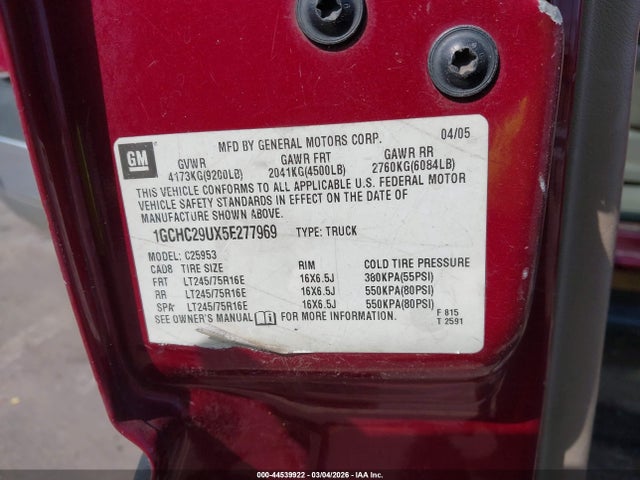 MFD BY GENERAL MOTORS CORP. 04/05
GM GVWR GAWR FRT GAWR RR
4173KG(9200LB) 2041KG(4500LB) 2760KG(6084LB)
THIS VEHICLE CONFORMS TO ALL APPLICABLE U.S. FEDERAL MOTOR
VEHICLE SAFETY STANDARDS IN EFFECT ON THE DATE OF
MANUFACTURE SHOWN ABOVE.
1GCHC29UX5E277969 TYPE: TRUCK
MODEL: C25953
CAD8 TIRE SIZE RIM COLD TIRE PRESSURE
FRT LT245/75R16E 16X6.5J 380KPA(55PSI)
RR LT245/75R16E 16X6.5J 550KPA(80PSI)
SPA LT245/75R16E 16X6.5J 550KPA(80PSI)
SEE OWNER'S MANUAL FOR MORE INFORMATION. F 815
T 2591
000-44539922 - 03/04/2026 - IAA Inc.